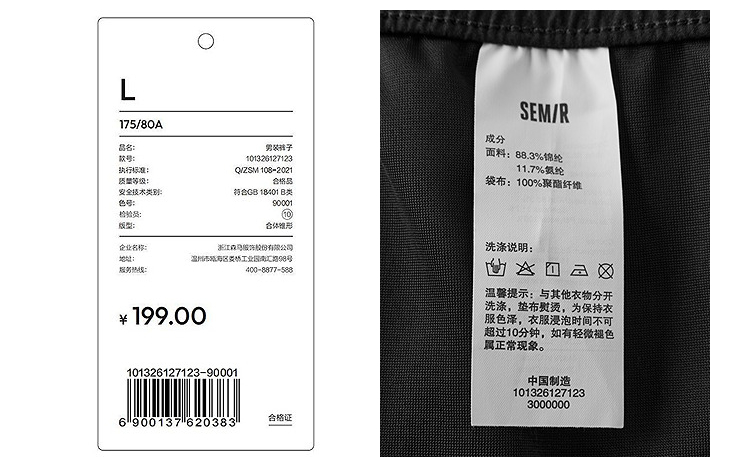 L
175/80A
品名: 男装裤子
款号: 101326127123
执行标准: Q/ZSM 108-2021
质量等级: 合格品
安全技术类别: 符合GB 18401 B类
色号: 90001
检验员: 10
版型: 合体锥形
企业名称: 浙江森马服饰股份有限公司
地址: 温州市瓯海区娄桥工业园南汇路98号
服务热线: 400-8877-588
¥ 199.00
101326127123-90001
6 900137 620383
合格证
SEM/R
成分
面料: 88.3%锦纶
11.7%氨纶
袋布: 100%聚酯纤维
洗涤说明:
温馨提示: 与其他衣物分开
洗涤, 垫布熨烫, 为保持衣
服色泽, 衣服浸泡时间不可
超过10分钟, 如有轻微褪色
属正常现象。
中国制造
101326127123
3000000